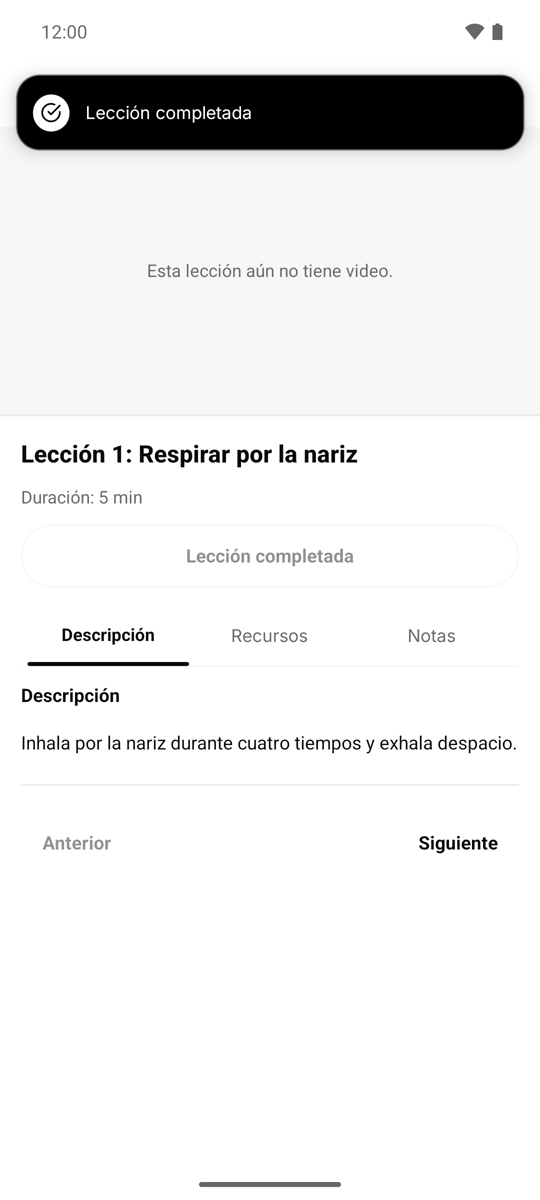 12:00
Lección completada
Esta lección aún no tiene video.
Lección 1: Respirar por la nariz
Duración: 5 min
Lección completada
Descripción
Recursos
Notas
Descripción
Inhala por la nariz durante cuatro tiempos y exhala despacio.
Anterior
Siguiente